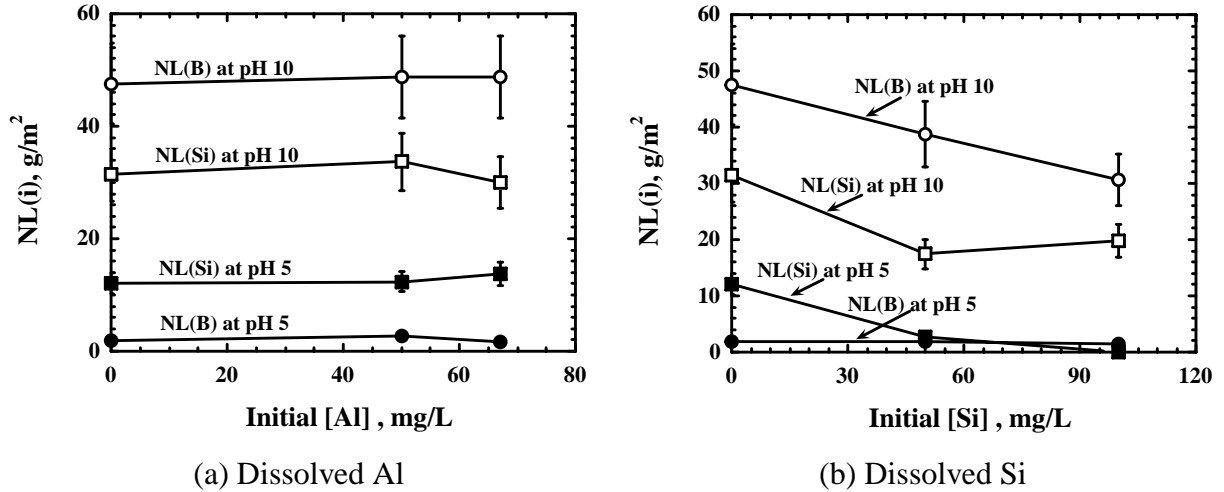 60
50
40
30
20
10
0
NL(i), g/m²
NL(B) at pH 10
NL(Si) at pH 10
NL(Si) at pH 5
NL(B) at pH 5
0 20 40 60 80
Initial [Al] , mg/L
(a) Dissolved Al
60
50
40
30
20
10
0
NL(i), g/m²
NL(B) at pH 10
NL(Si) at pH 10
NL(Si) at pH 5
NL(B) at pH 5
0 30 60 90 120
Initial [Si] , mg/L
(b) Dissolved Si